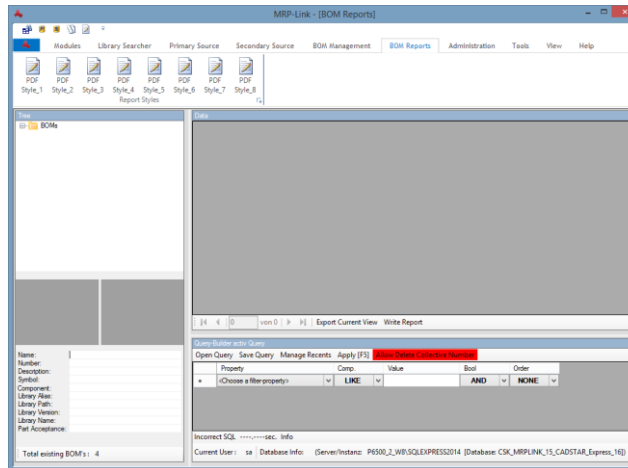 MRP-Link - [BOM Reports]
Modules Library Searcher Primary Source Secondary Source BOM Management BOM Reports Administration Tools View Help
PDF PDF PDF PDF PDF PDF PDF PDF
Style_1 Style_2 Style_3 Style_4 Style_5 Style_6 Style_7 Style_8
Report Styles
Tree
BOMs
Data
0 von 0 Export Current View Write Report
Name:
Number:
Description:
Symbol:
Component:
Library Alias:
Library Path:
Library Version:
Library Name:
Part Acceptance:
Total existing BOM's: 4
Query-Builder activ Query
Open Query Save Query Manage Recents Apply [F5] Allow Delete Collective Number
Property Comp. Value Bool Order
<Choose a filter-property> LIKE AND NONE
Incorrect SQL ----,----sec. Info
Current User: sa Database Info: (Server/Instanz: P6500_2_W8\SQLEXPRESS2014 [Database: CSK_MRPLINK_15_CADSTAR_Express_16])